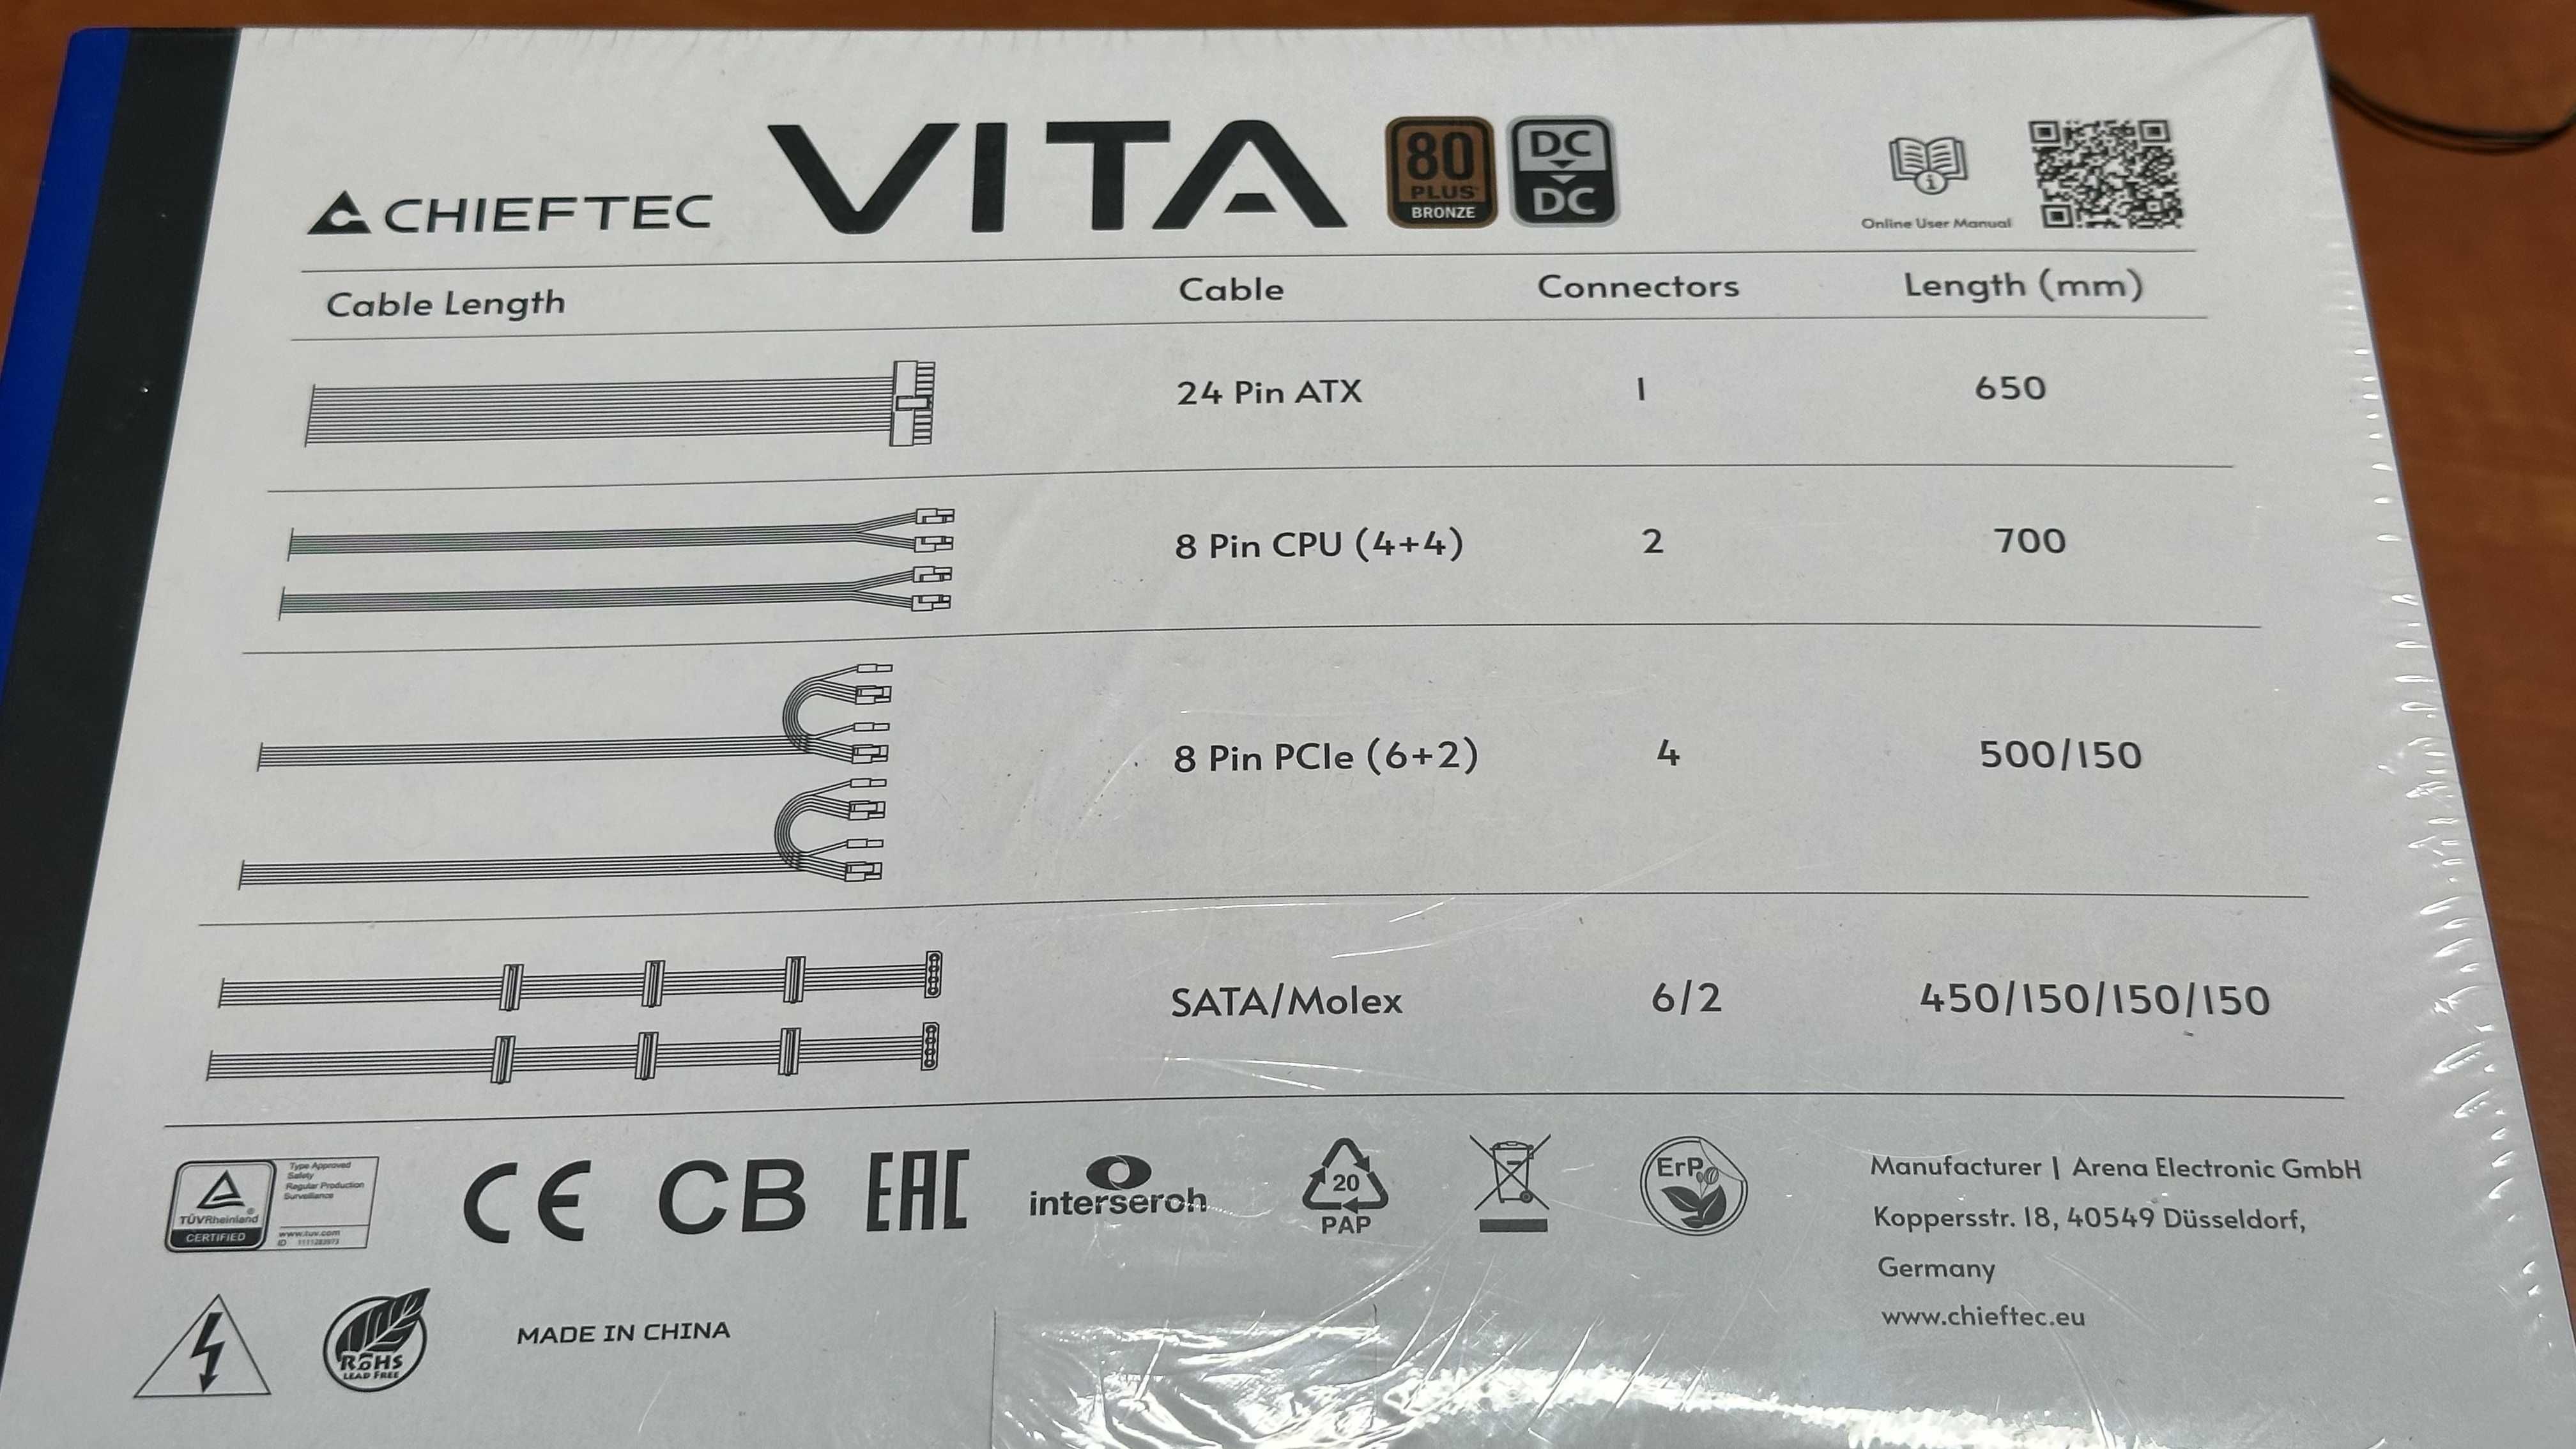 CHIEFTEC
VITA
80
PLUS
BRONZE
DC
DC
Online User Manual
Cable Length Cable Connectors Length (mm)
24 Pin ATX 1 650
8 Pin CPU (4+4) 2 700
8 Pin PCIe (6+2) 4 500/150
SATA/Molex 6/2 450/150/150/150
TÜVRheinland
CERTIFIED
Type Approved
Safety
Regular Production
Surveillance
www.tuv.com
ID 1111283973
CE
CB
EAC
interseroh
20
PAP
ErP
Manufacturer | Arena Electronic GmbH
Koppersstr. 18, 40549 Düsseldorf,
Germany
www.chieftec.eu
RoHS
LEAD FREE
MADE IN CHINA